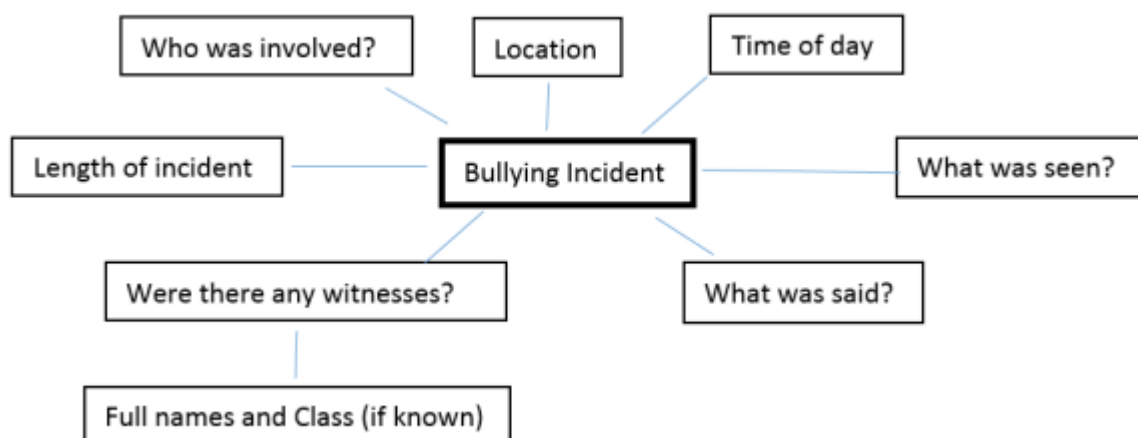 Who was involved?
Location
Time of day
Length of incident
Bullying Incident
What was seen?
Were there any witnesses?
What was said?
Full names and Class (if known)